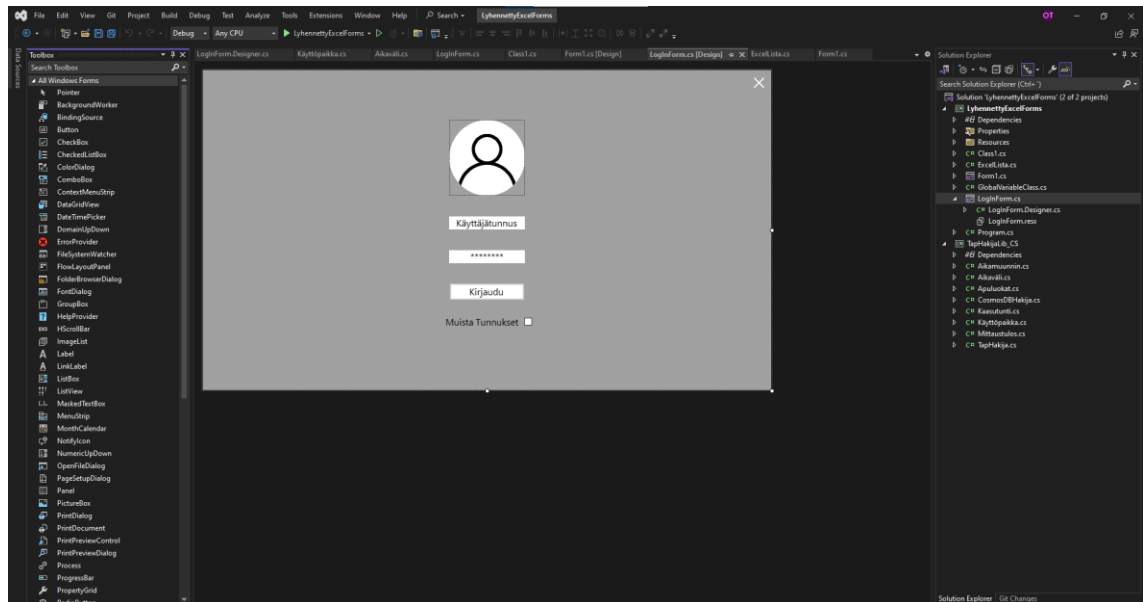 File Edit View Git Project Build Debug Test Analyze Tools Extensions Window Help Search LyhennettyExcelForms OT
Debug Any CPU LyhennettyExcelForms
Data Sources
Toolbox
Search Toolbox
All Windows Forms
Pointer
BackgroundWorker
BindingSource
Button
CheckBox
CheckedListBox
ColorDialog
ComboBox
ContextMenuStrip
DataGridView
DateTimePicker
DomainUpDown
ErrorProvider
FileSystemWatcher
FlowLayoutPanel
FolderBrowserDialog
FontDialog
GroupBox
HelpProvider
HScrollBar
ImageList
Label
LinkLabel
ListBox
ListView
MaskedTextBox
MenuStrip
MonthCalendar
NotifyIcon
NumericUpDown
OpenFileDialog
PageSetupDialog
Panel
PictureBox
PrintDialog
PrintDocument
PrintPreviewControl
PrintPreviewDialog
Process
ProgressBar
PropertyGrid
LogInForm.Designer.cs Käyttöpaikka.cs Aikaväli.cs LogInForm.cs Class1.cs Form1.cs [Design] LogInForm.cs [Design] ExcelLista.cs Form1.cs
Käyttäjätunnus
********
Kirjaudu
Muista Tunnukset
Solution Explorer
Search Solution Explorer (Ctrl+¨)
Solution 'LyhennettyExcelForms' (2 of 2 projects)
LyhennettyExcelForms
Dependencies
Properties
Resources
C# Class1.cs
C# ExcelLista.cs
Form1.cs
C# GlobalVariableClass.cs
LogInForm.cs
C# LogInForm.Designer.cs
LogInForm.resx
C# Program.cs
TapHakijaLib_CS
Dependencies
C# Aikamuunnin.cs
C# Aikaväli.cs
C# Apuluokat.cs
C# CosmosDBHakija.cs
C# Kaasutunti.cs
C# Käyttöpaikka.cs
C# Mittaustulos.cs
C# TapHakija.cs
Solution Explorer Git Changes